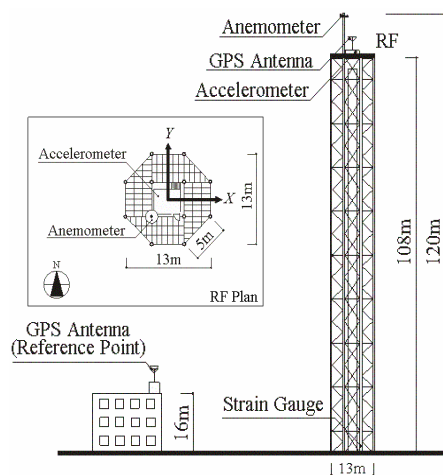 Anemometer
GPS Antenna
RF
Accelerometer
Y
Accelerometer
X
13m
Anemometer
5m
13m
N
RF Plan
108m
120m
GPS Antenna
(Reference Point)
16m
Strain Gauge
13m